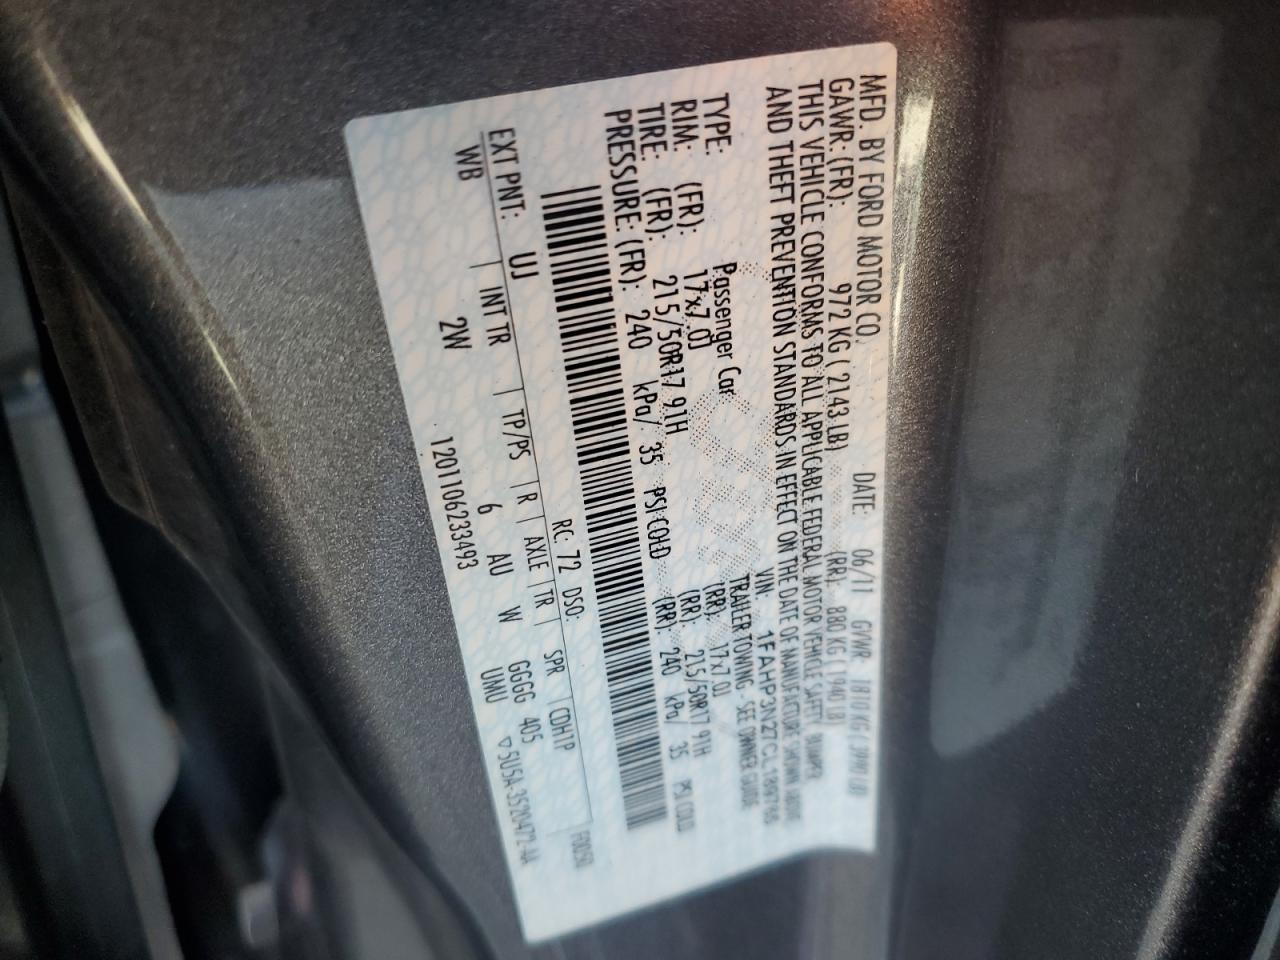 MFD. BY FORD MOTOR CO. DATE: 06/11 GVWR: 1810 KG
GAWR: (FR): 972 KG ( 2143 LB) (RR): 880 KG ( 1940 LB
THIS VEHICLE CONFORMS TO ALL APPLICABLE FEDERAL MOTOR VEHICLE SAFETY, BUMPER,
AND THEFT PREVENTION STANDARDS IN EFFECT ON THE DATE OF MANUFACTURE SHOWN ABOVE
VIN:
TYPE: Passenger Car TRAILER TOWING - SEE OWNER GUIDE
RIM: (FR): 17x7.0J (RR): 17x7.0J
TIRE: (FR): 215/50R17 91H (RR): 215/50R17 91H
PRESSURE: (FR): 240 kPa/ 35 PSI COLD (RR): 240 kPa/ 35 PSI COLD
RC: 72 DSO:
EXT PNT: UJ INT TR TP/PS R AXLE TR SPR CDH1P
WB 2W 6 AU W GGGG 405
120110623493 UMU ▽5U5A-3520472-AA